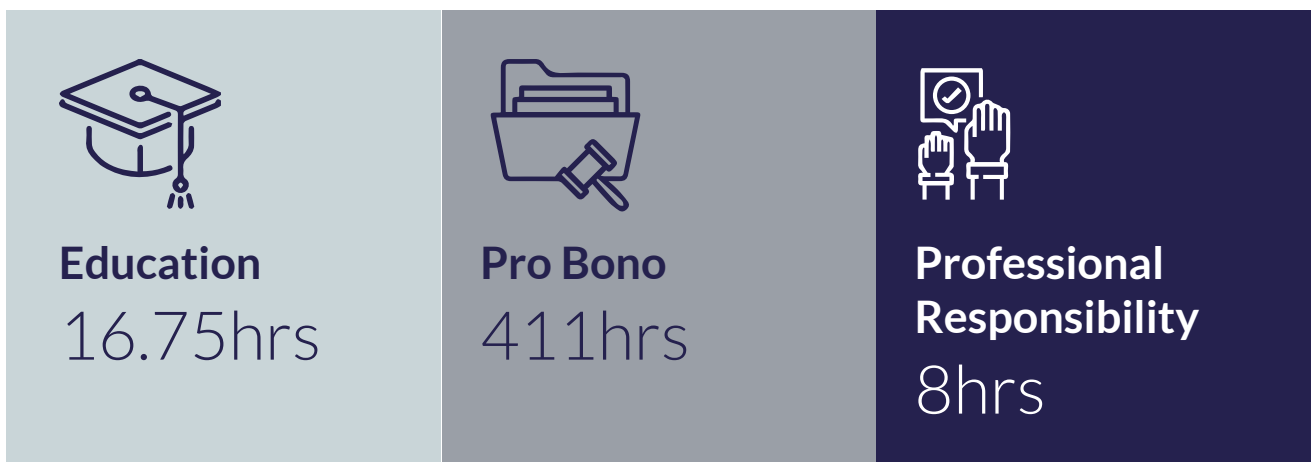 Education
16.75hrs
Pro Bono
411hrs
Professional
Responsibility
8hrs